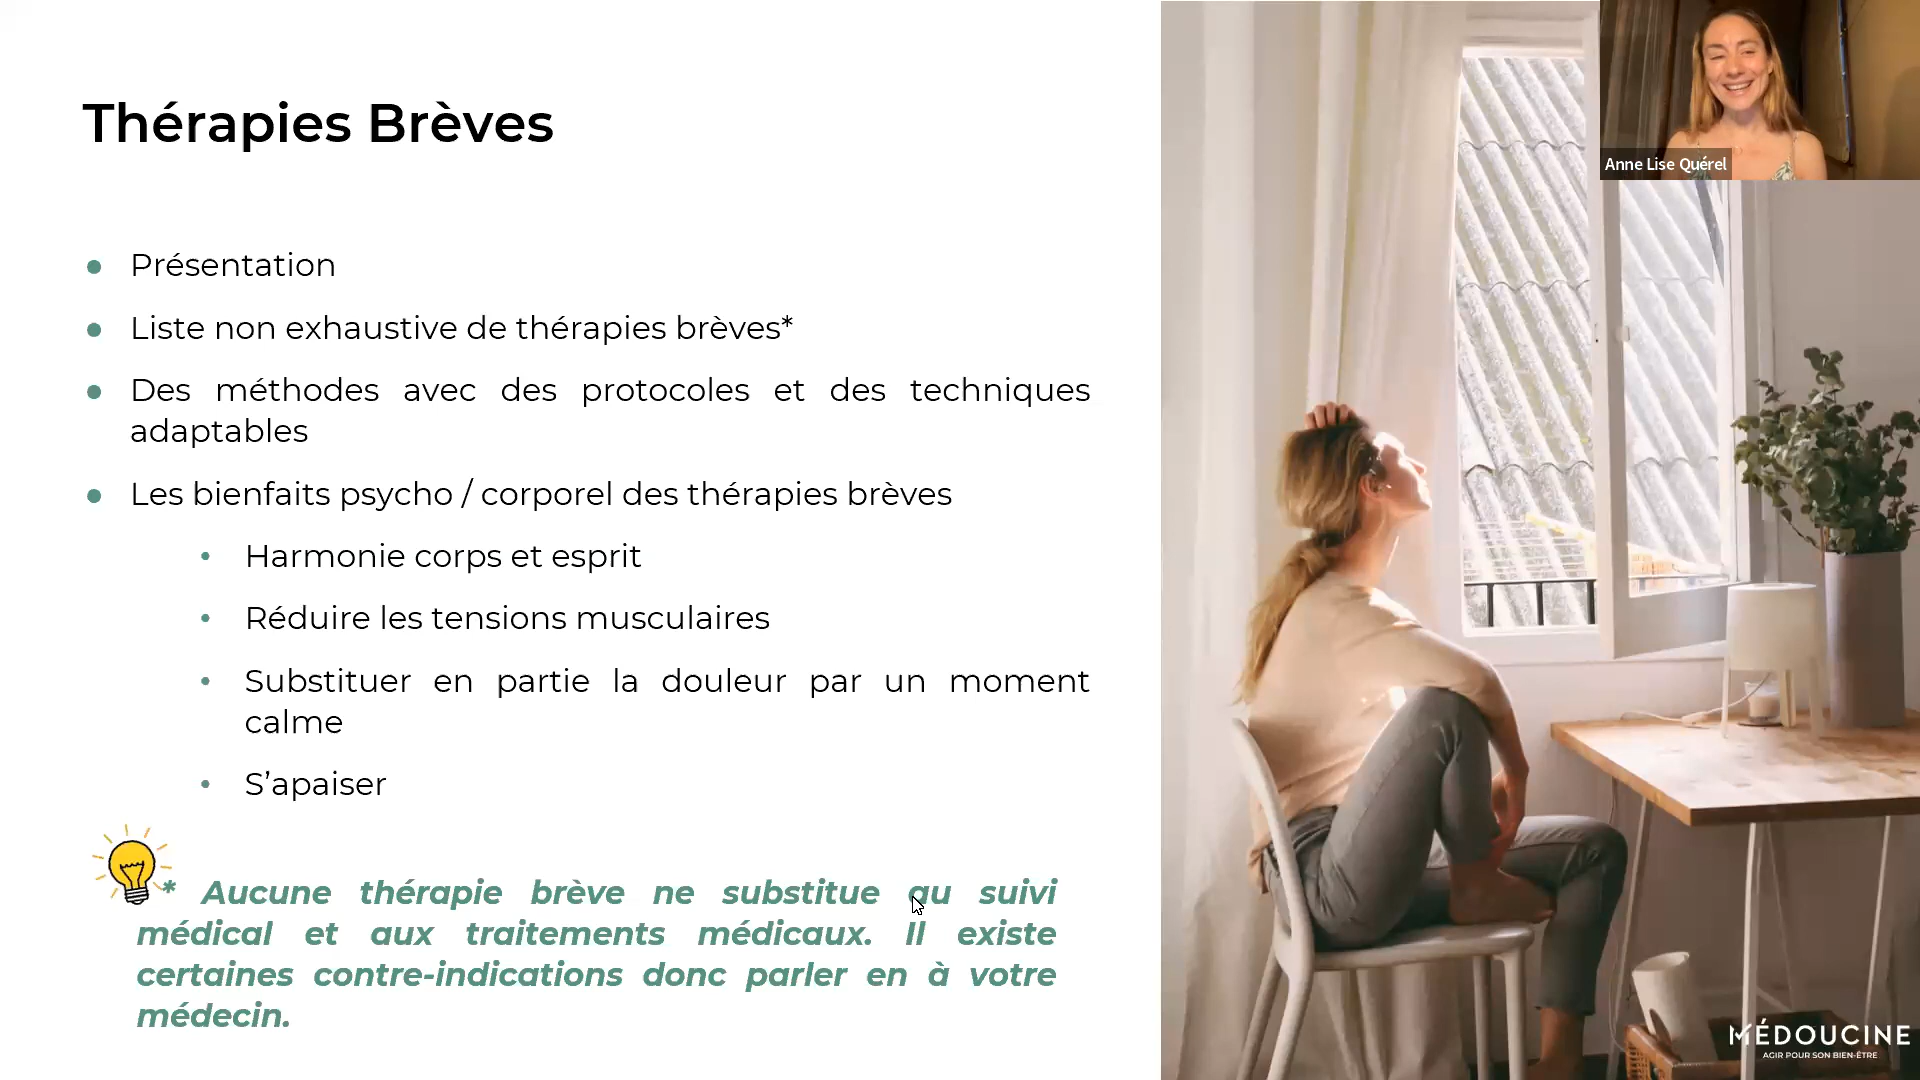 Thérapies Brèves
Anne Lise Quérel
Présentation
Liste non exhaustive de thérapies brèves*
Des méthodes avec des protocoles et des techniques
adaptables
Les bienfaits psycho / corporel des thérapies brèves
Harmonie corps et esprit
Réduire les tensions musculaires
Substituer en partie la douleur par un moment
calme
S’apaiser
* Aucune thérapie brève ne substitue au suivi
médical et aux traitements médicaux. Il existe
certaines contre-indications donc parler en à votre
médecin.
MÉDOUCINE
AGIR POUR SON BIEN-ÊTRE